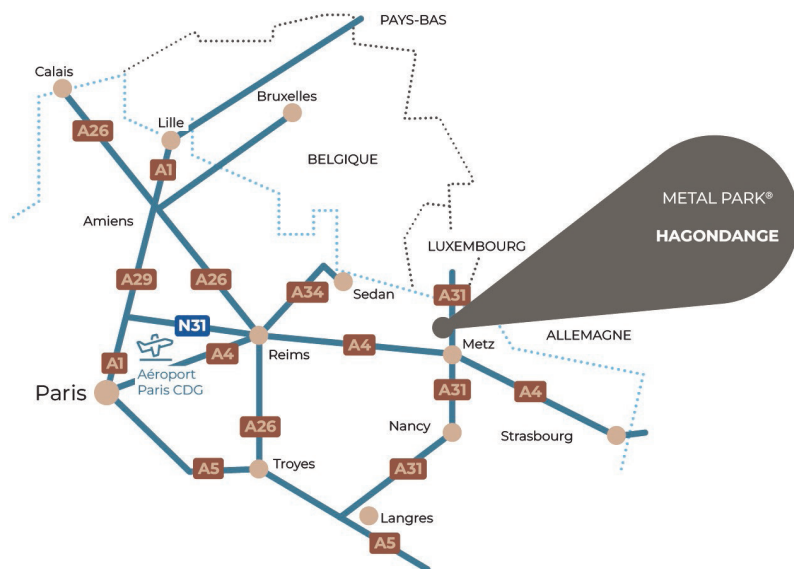 PAYS-BAS
Calais
Bruxelles
Lille
A26
A1
BELGIQUE
METAL PARK®
Amiens
HAGONDANGE
LUXEMBOURG
A29
A26
A34
Sedan
A31
N31
ALLEMAGNE
Reims
A4
Metz
A1
A4
Aéroport
Paris CDG
Paris
A31
A4
A26
Nancy
Strasbourg
A5
Troyes
A31
Langres
A5